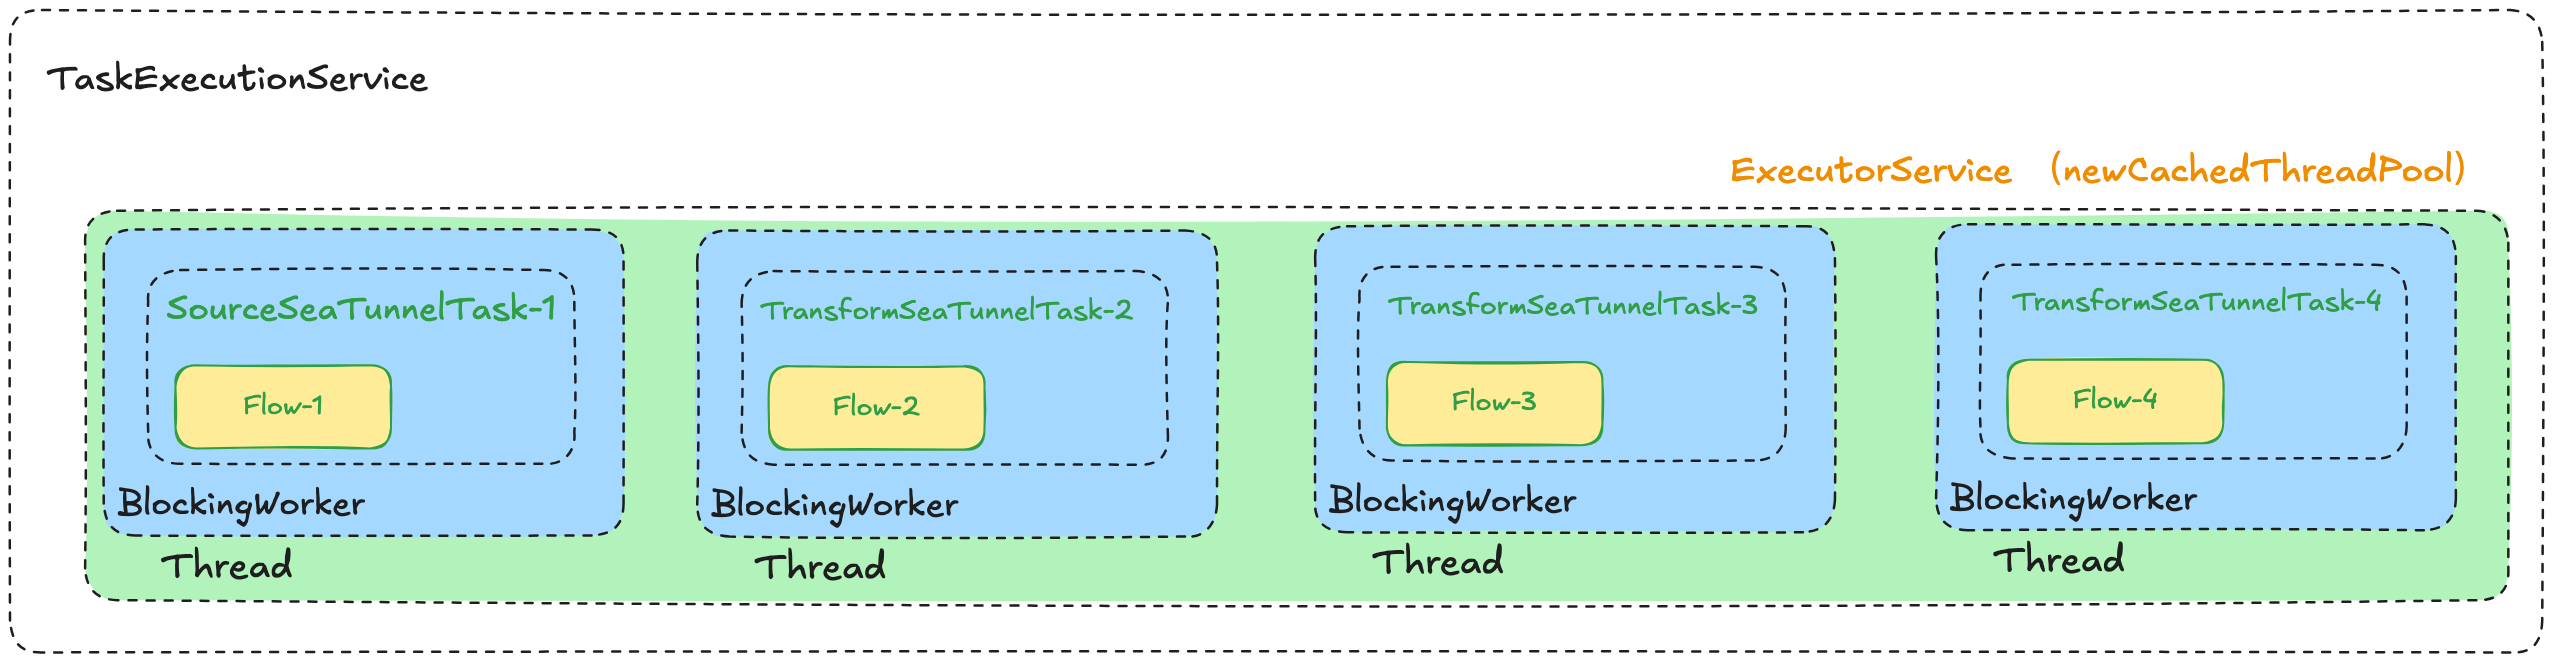 TaskExecutionService
ExecutorService (newCachedThreadPool)
SourceSeaTunnelTask-1
Flow-1
BlockingWorker
Thread
TransformSeaTunnelTask-2
Flow-2
BlockingWorker
Thread
TransformSeaTunnelTask-3
Flow-3
BlockingWorker
Thread
TransformSeaTunnelTask-4
Flow-4
BlockingWorker
Thread